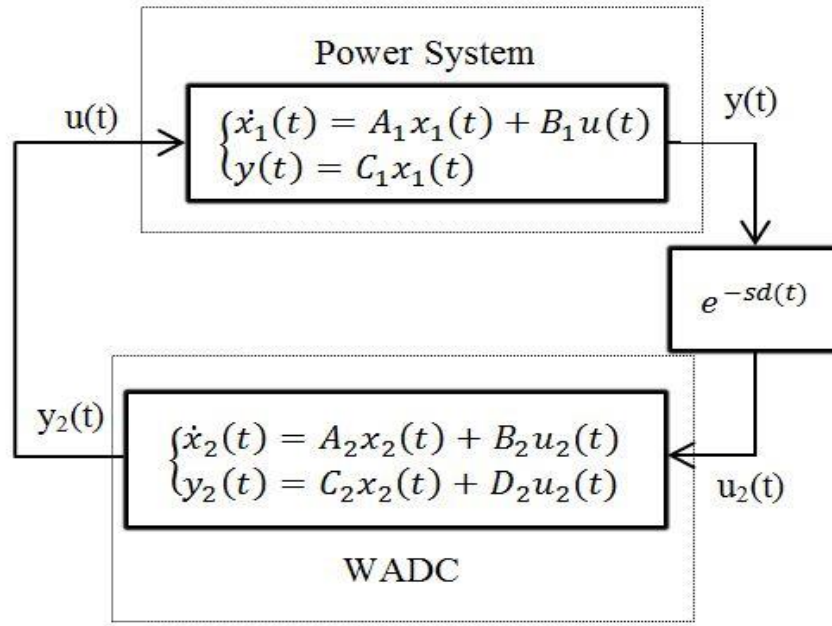 Power System
u(t)
y(t)
ẋ₁(t) = A₁x₁(t) + B₁u(t)
y(t) = C₁x₁(t)
e^{-sd(t)}
y₂(t)
ẋ₂(t) = A₂x₂(t) + B₂u₂(t)
y₂(t) = C₂x₂(t) + D₂u₂(t)
u₂(t)
WADC